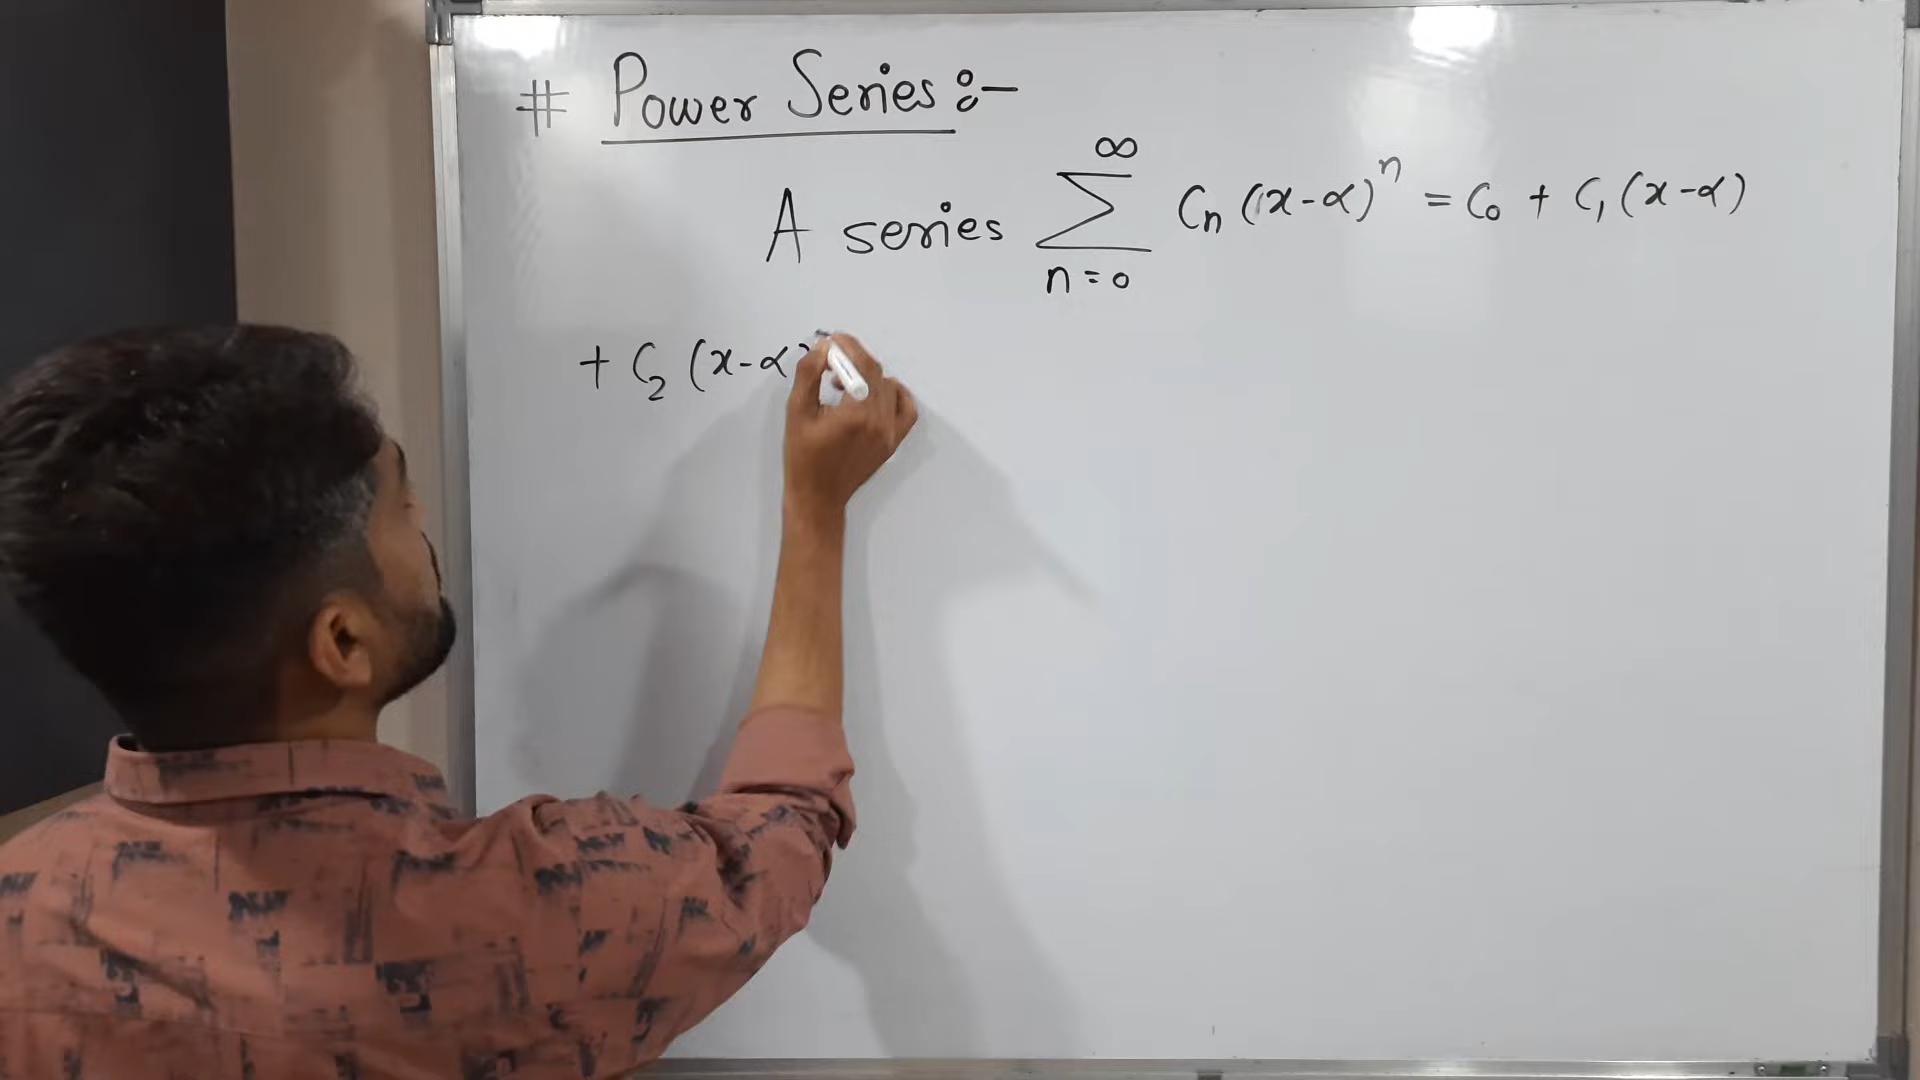 # Power Series :-
A series ∞ ∑ n=0 Cn (x-α)^n = C0 + C1 (x-α)
+ C2 (x-α)